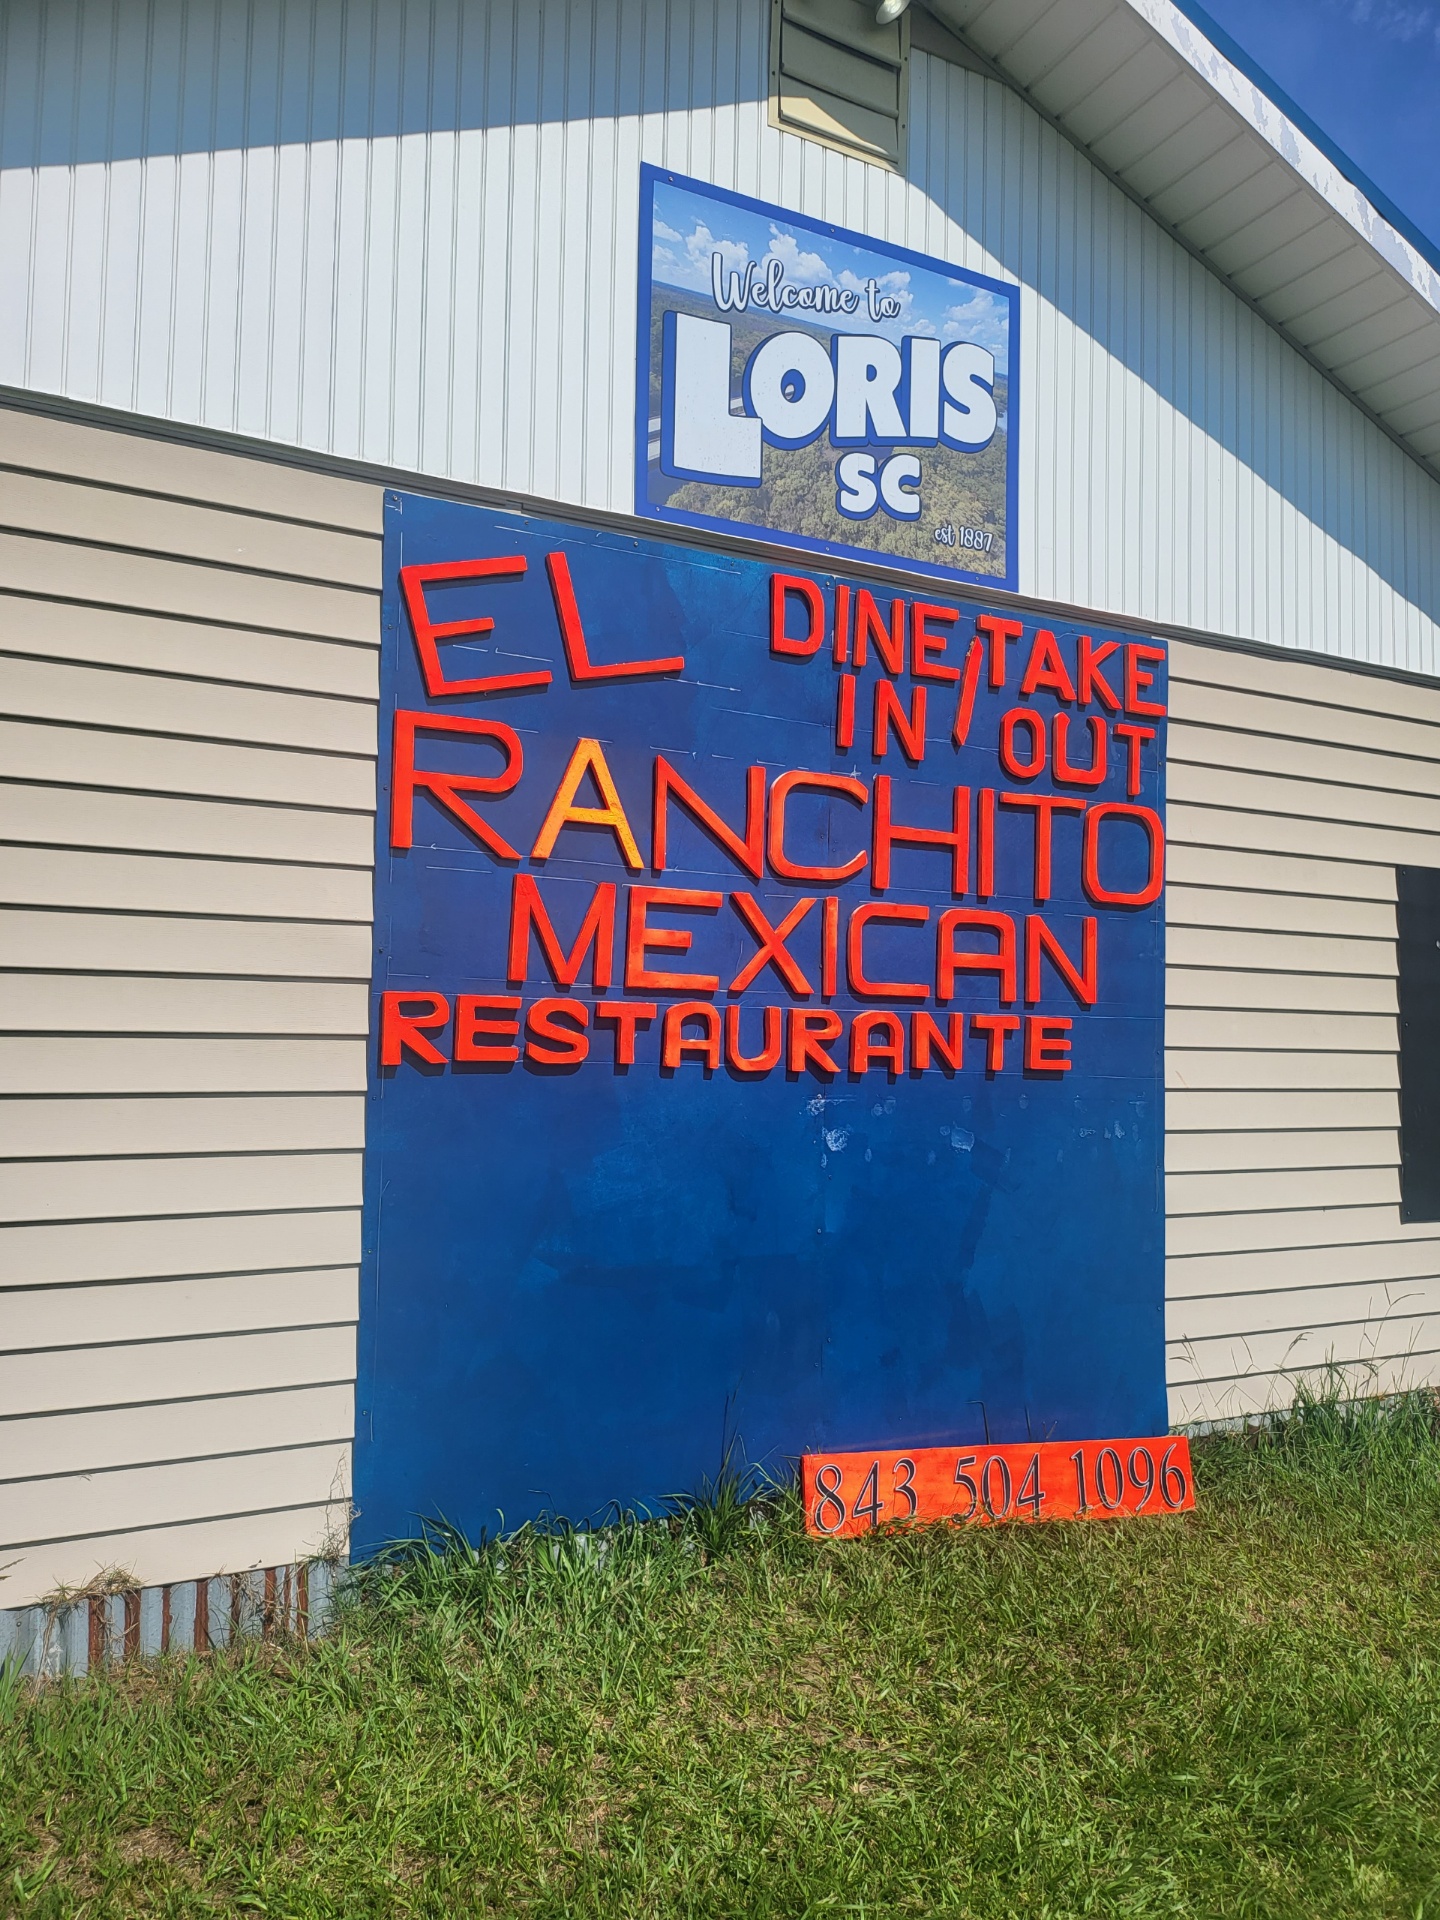 Welcome to
LORIS
SC
est 1887
EL
DINE/TAKE
IN OUT
RANCHITO
MEXICAN
RESTAURANTE
843 504 1096